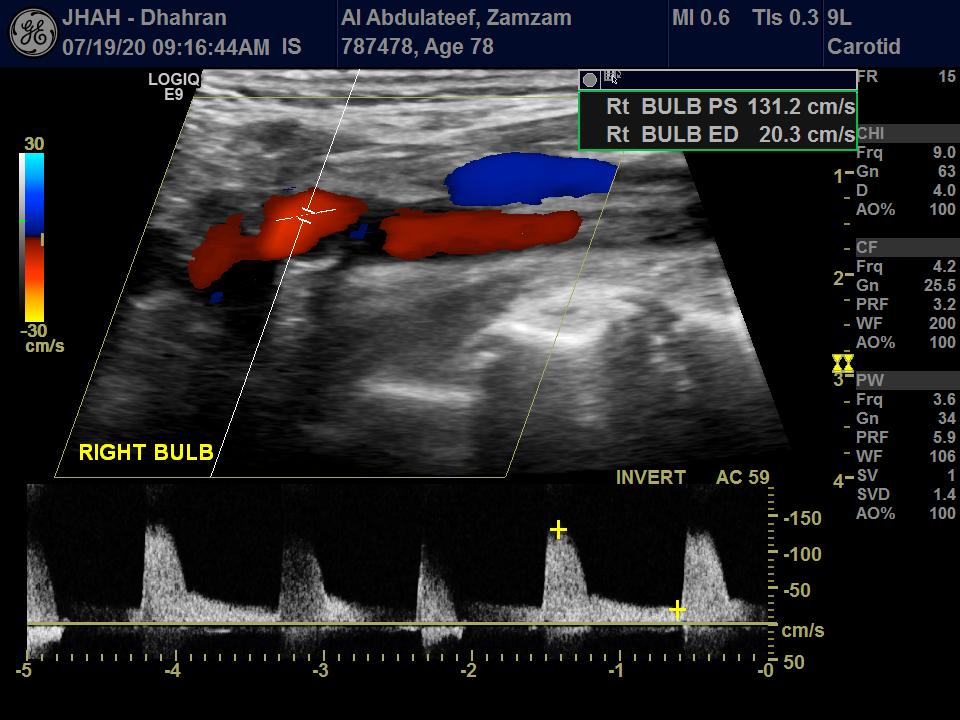 JHAH - Dhahran
07/19/20 09:16:44AM IS
Al Abdulateef, Zamzam
787478, Age 78
MI 0.6 TIs 0.3
9L
Carotid
LOGIQ
E9
Rt BULB PS 131.2 cm/s
Rt BULB ED 20.3 cm/s
FR 15
CHI
Frq 9.0
Gn 63
D 4.0
AO% 100
CF
Frq 4.2
Gn 25.5
PRF 3.2
WF 200
AO% 100
PW
Frq 3.6
Gn 34
PRF 5.9
WF 106
SV 1
SVD 1.4
AO% 100
30
-30
cm/s
1
2
3
4
RIGHT BULB
INVERT AC 59
-150
-100
-50
cm/s
50
-5 -4 -3 -2 -1 -0